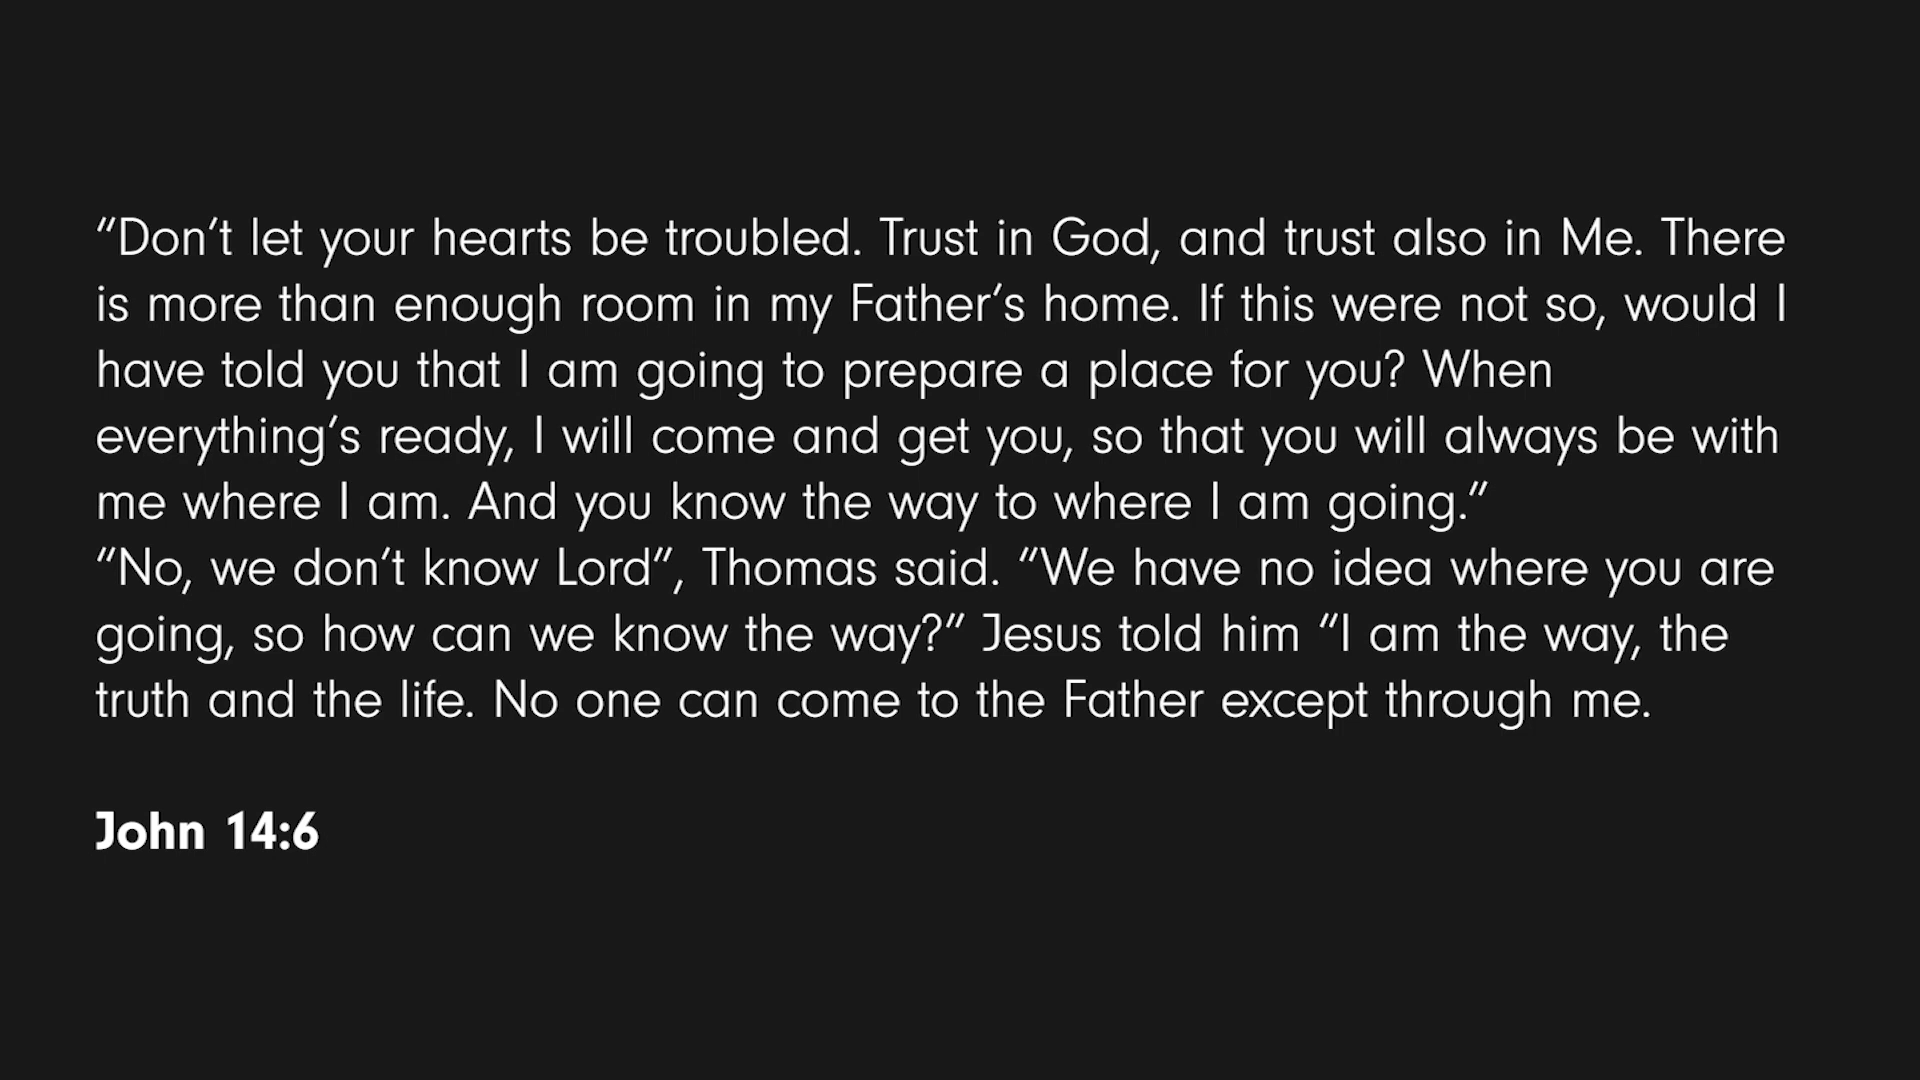 “Don’t let your hearts be troubled. Trust in God, and trust also in Me. There
is more than enough room in my Father’s home. If this were not so, would I
have told you that I am going to prepare a place for you? When
everything’s ready, I will come and get you, so that you will always be with
me where I am. And you know the way to where I am going.”
“No, we don’t know Lord”, Thomas said. “We have no idea where you are
going, so how can we know the way?” Jesus told him “I am the way, the
truth and the life. No one can come to the Father except through me.
John 14:6